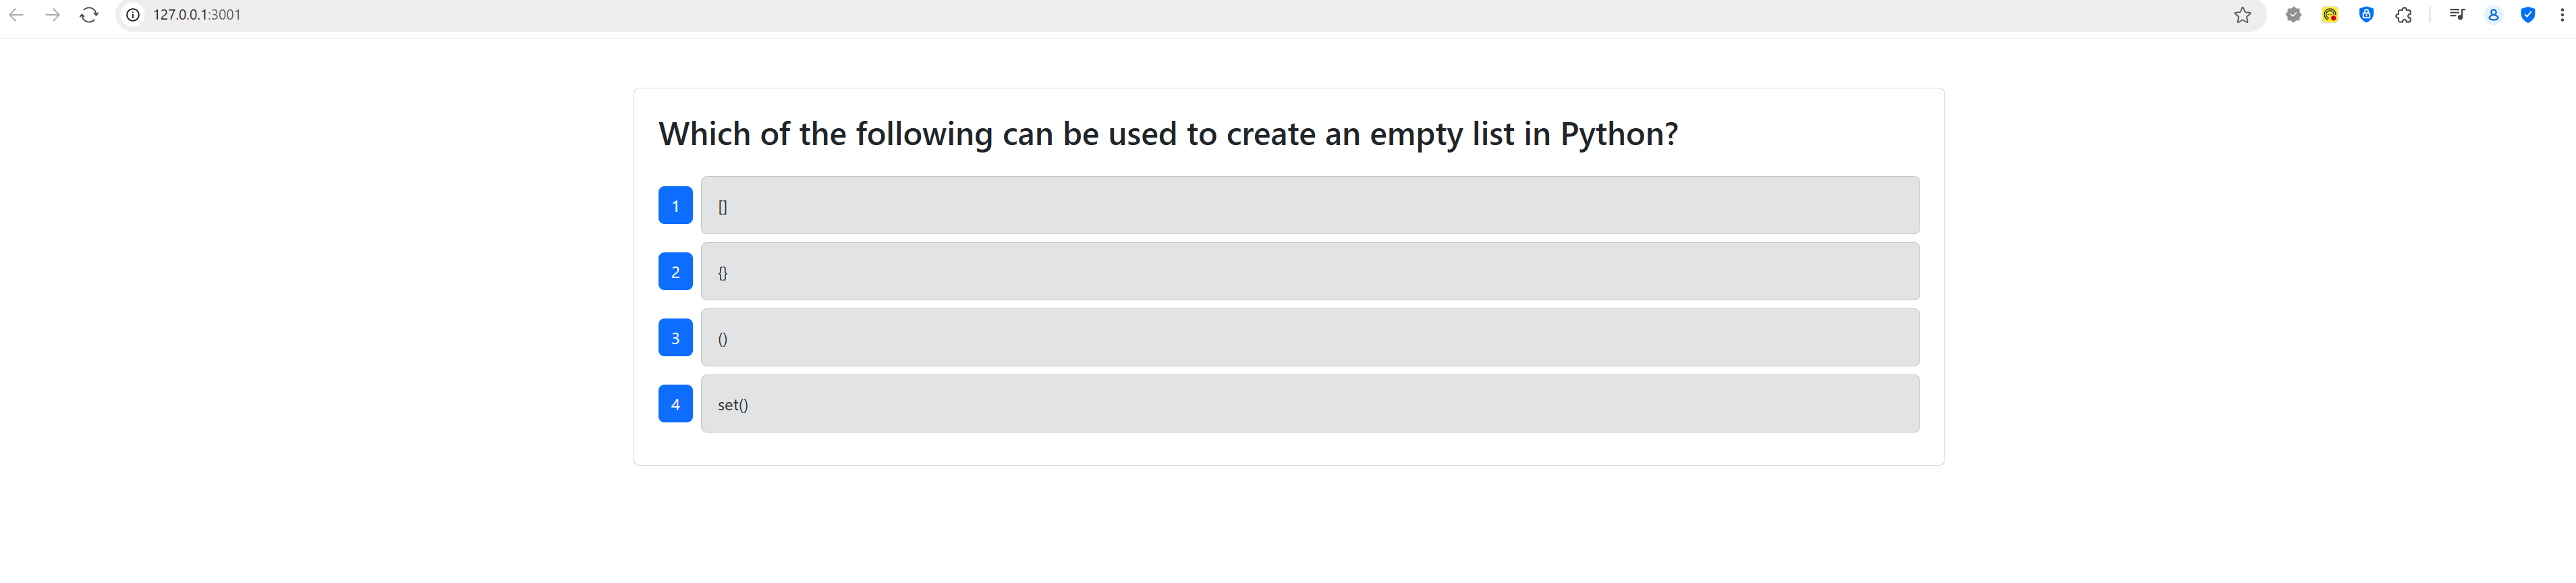 127.0.0.1:3001
Which of the following can be used to create an empty list in Python?
1 []
2 {}
3 ()
4 set()